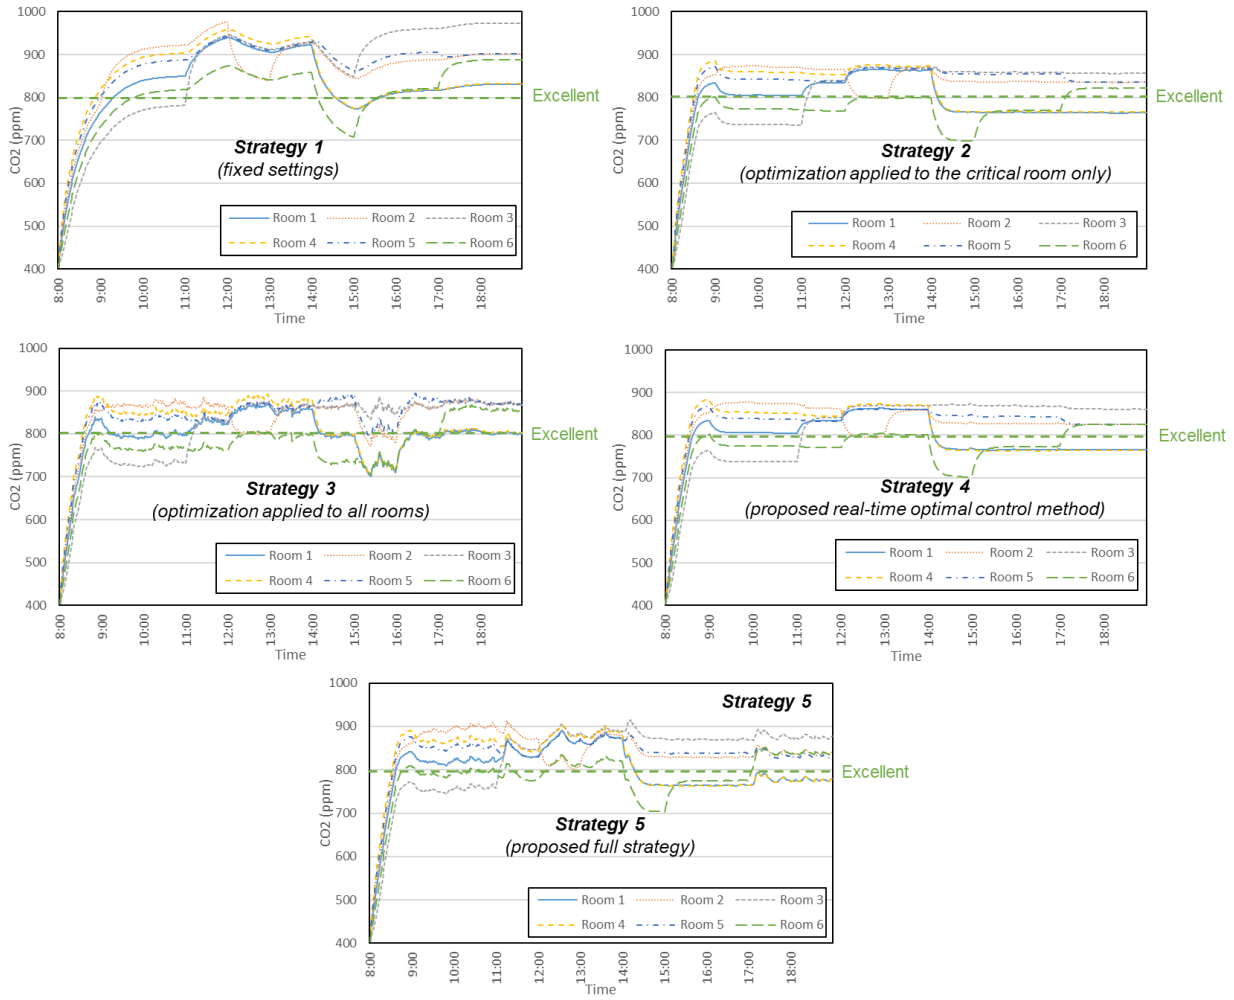 1000
900
800
700
600
500
400
CO2 (ppm)
Excellent
Strategy 1
(fixed settings)
Room 1 Room 2 Room 3
Room 4 Room 5 Room 6
8:00 9:00 10:00 11:00 12:00 13:00 14:00 15:00 16:00 17:00 18:00
Time
1000
900
800
700
600
500
400
CO2 (ppm)
Excellent
Strategy 2
(optimization applied to the critical room only)
Room 1 Room 2 Room 3
Room 4 Room 5 Room 6
8:00 9:00 10:00 11:00 12:00 13:00 14:00 15:00 16:00 17:00 18:00
Time
1000
900
800
700
600
500
400
CO2 (ppm)
Excellent
Strategy 3
(optimization applied to all rooms)
Room 1 Room 2 Room 3
Room 4 Room 5 Room 6
8:00 9:00 10:00 11:00 12:00 13:00 14:00 15:00 16:00 17:00 18:00
Time
1000
900
800
700
600
500
400
CO2 (ppm)
Excellent
Strategy 4
(proposed real-time optimal control method)
Room 1 Room 2 Room 3
Room 4 Room 5 Room 6
8:00 9:00 10:00 11:00 12:00 13:00 14:00 15:00 16:00 17:00 18:00
Time
1000
900
800
700
600
500
400
CO2 (ppm)
Strategy 5
Excellent
Strategy 5
(proposed full strategy)
Room 1 Room 2 Room 3
Room 4 Room 5 Room 6
8:00 9:00 10:00 11:00 12:00 13:00 14:00 15:00 16:00 17:00 18:00
Time